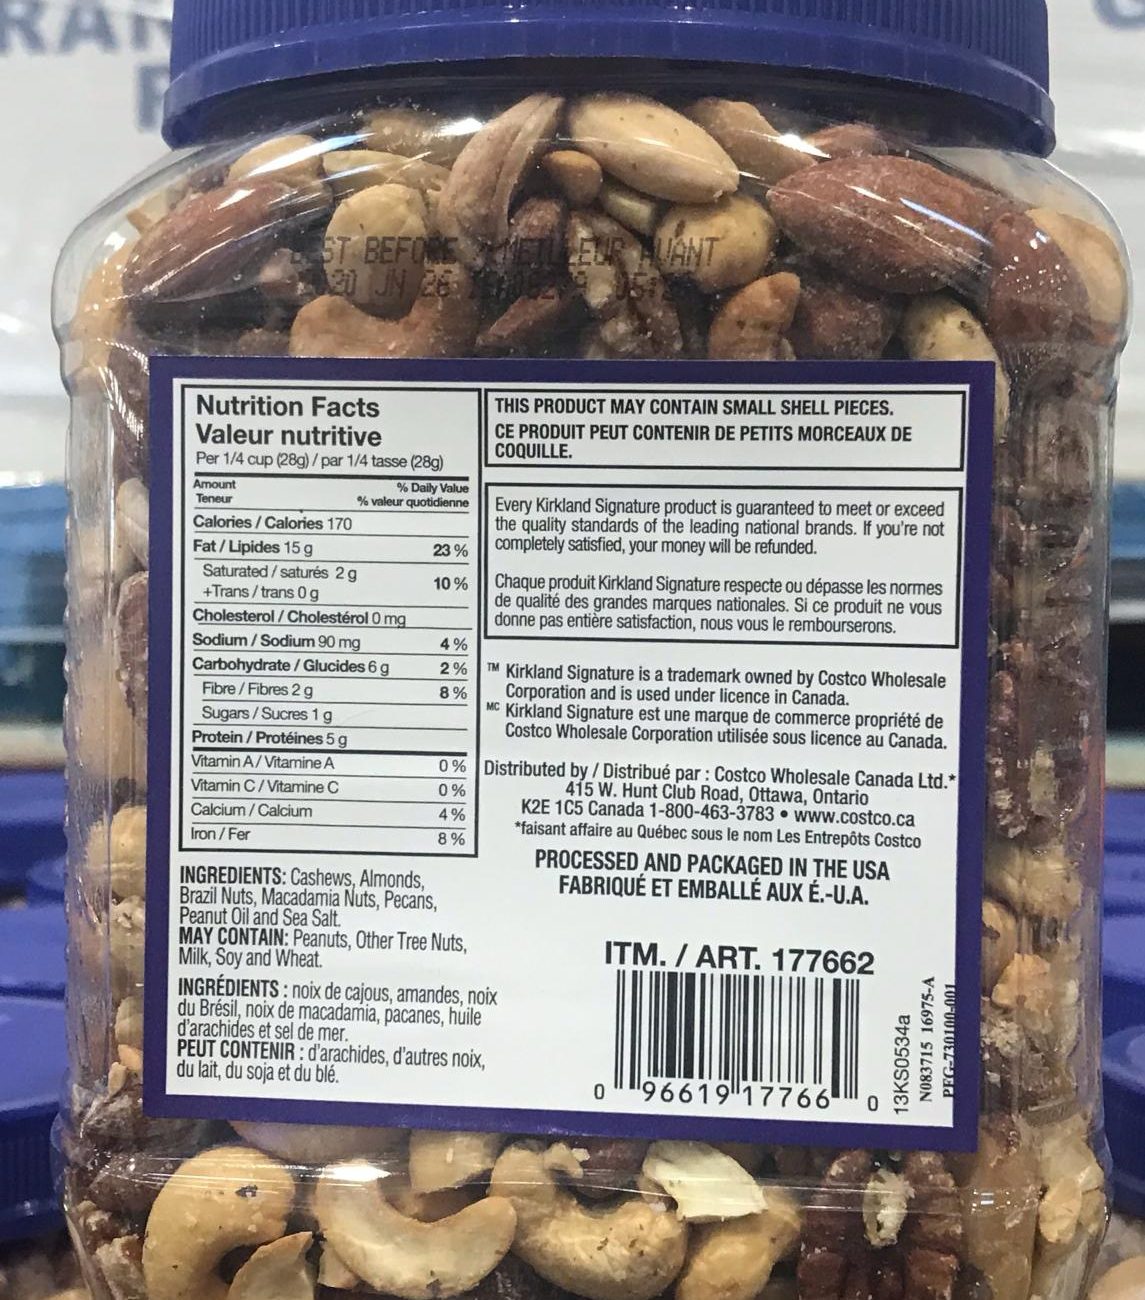 BEST BEFORE / MEILLEUR AVANT
Nutrition Facts
Valeur nutritive
Per 1/4 cup (28g) / par 1/4 tasse (28g)
Amount
Teneur
% Daily Value
% valeur quotidienne
Calories / Calories 170
Fat / Lipides 15 g 23 %
Saturated / saturés 2 g
+Trans / trans 0 g 10 %
Cholesterol / Cholestérol 0 mg
Sodium / Sodium 90 mg 4 %
Carbohydrate / Glucides 6 g 2 %
Fibre / Fibres 2 g 8 %
Sugars / Sucres 1 g
Protein / Protéines 5 g
Vitamin A / Vitamine A 0 %
Vitamin C / Vitamine C 0 %
Calcium / Calcium 4 %
Iron / Fer 8 %
INGREDIENTS: Cashews, Almonds,
Brazil Nuts, Macadamia Nuts, Pecans,
Peanut Oil and Sea Salt.
MAY CONTAIN: Peanuts, Other Tree Nuts,
Milk, Soy and Wheat.
INGRÉDIENTS : noix de cajous, amandes, noix
du Brésil, noix de macadamia, pacanes, huile
d'arachides et sel de mer.
PEUT CONTENIR : d'arachides, d'autres noix,
du lait, du soja et du blé.
THIS PRODUCT MAY CONTAIN SMALL SHELL PIECES.
CE PRODUIT PEUT CONTENIR DE PETITS MORCEAUX DE
COQUILLE.
Every Kirkland Signature product is guaranteed to meet or exceed
the quality standards of the leading national brands. If you're not
completely satisfied, your money will be refunded.
Chaque produit Kirkland Signature respecte ou dépasse les normes
de qualité des grandes marques nationales. Si ce produit ne vous
donne pas entière satisfaction, nous vous le rembourserons.
TM Kirkland Signature is a trademark owned by Costco Wholesale
Corporation and is used under licence in Canada.
MC Kirkland Signature est une marque de commerce propriété de
Costco Wholesale Corporation utilisée sous licence au Canada.
Distributed by / Distribué par : Costco Wholesale Canada Ltd.*
415 W. Hunt Club Road, Ottawa, Ontario
K2E 1C5 Canada 1-800-463-3783 • www.costco.ca
*faisant affaire au Québec sous le nom Les Entrepôts Costco
PROCESSED AND PACKAGED IN THE USA
FABRIQUÉ ET EMBALLÉ AUX É.-U.A.
ITM. / ART. 177662
0 96619 17766 0
13KS0534a
N083715 16975-A
PFG-730100-001